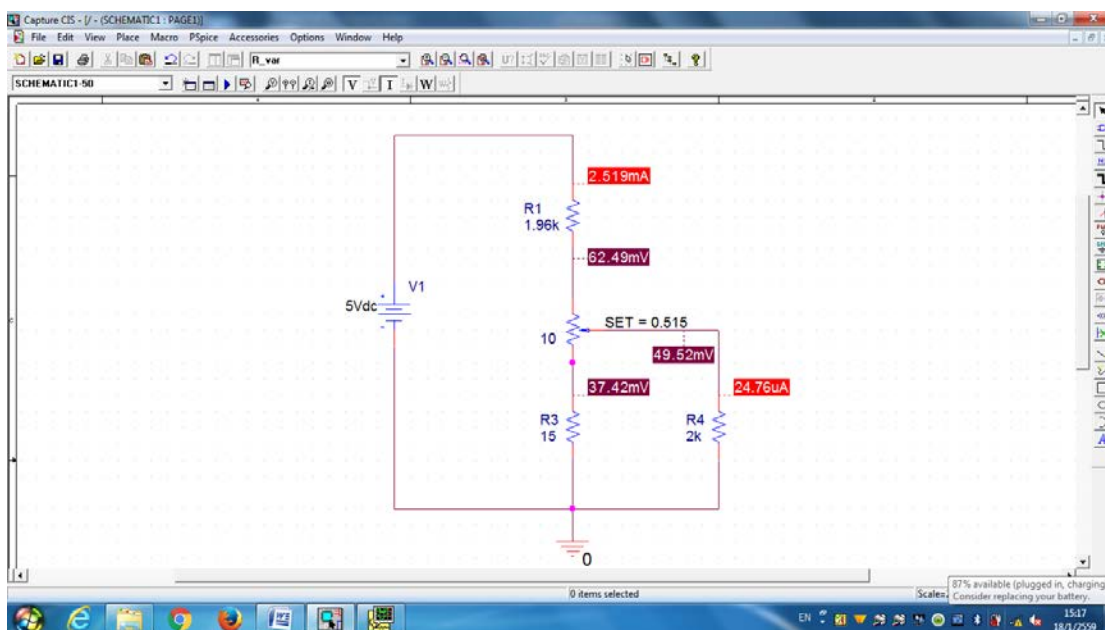 Capture CIS - [/ - (SCHEMATIC1 : PAGE1)]
File Edit View Place Macro PSpice Accessories Options Window Help
R_var
SCHEMATIC1-50
V I W
2.519mA
R1
1.96k
62.49mV
V1
5Vdc
SET = 0.515
10
49.52mV
37.42mV
24.76uA
R3
15
R4
2k
0
0 items selected
87% available (plugged in, charging
Consider replacing your battery.
EN
15:17
18/1/2559